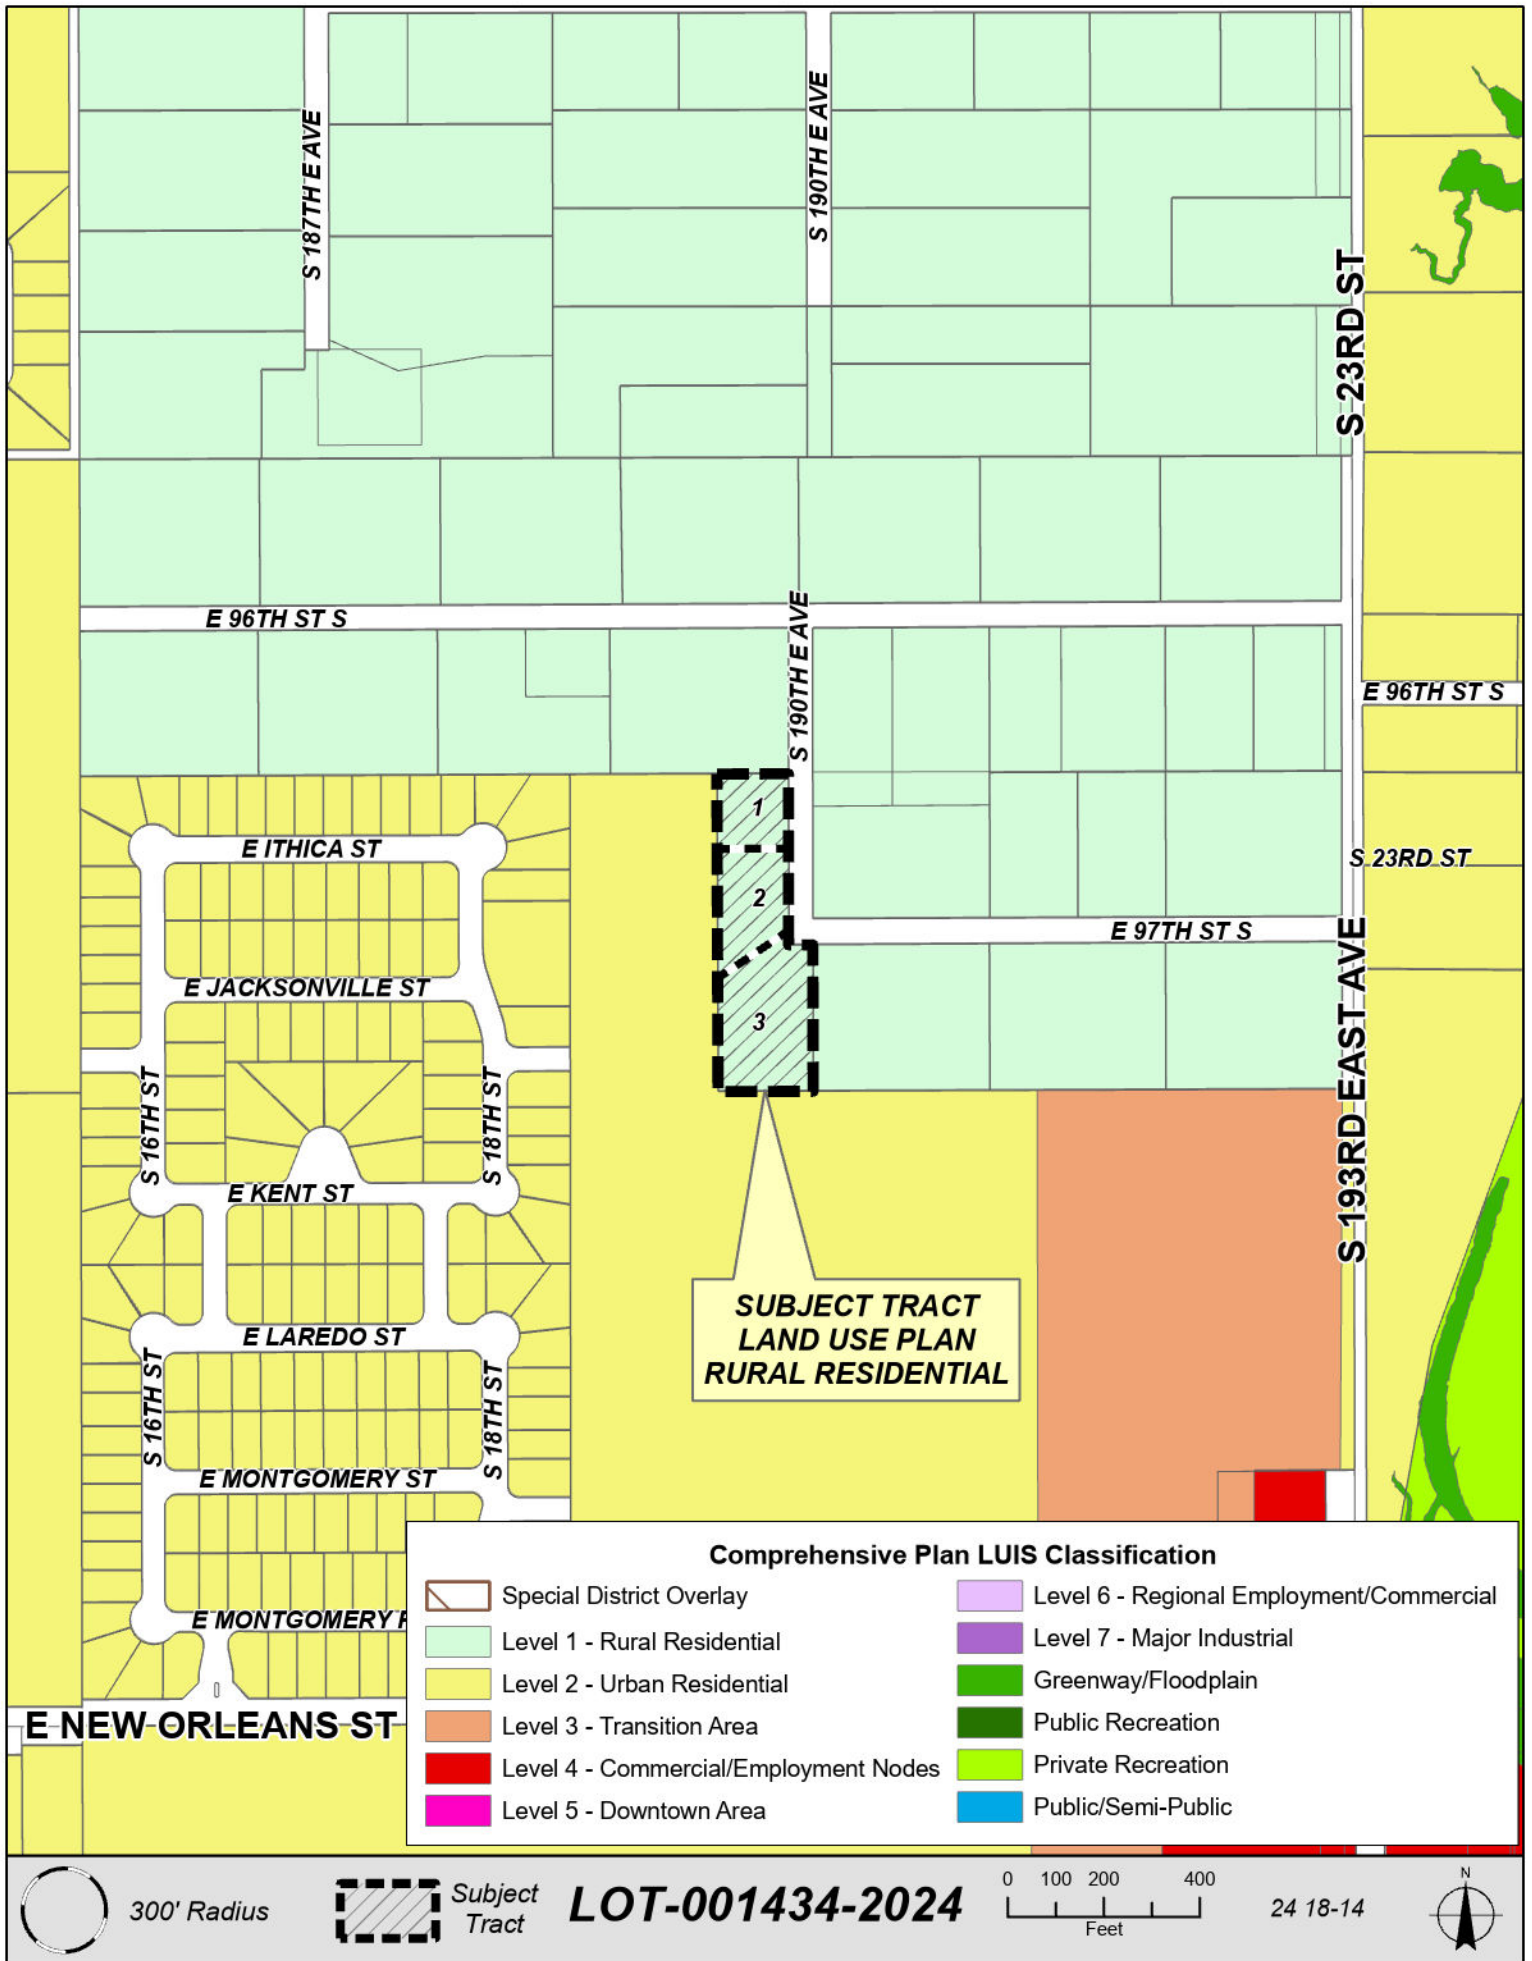 S 187TH E AVE
S 190TH E AVE
S 23RD ST
E 96TH ST S
S 190TH E AVE
E 96TH ST S
1
E ITHICA ST
S 23RD ST
2
E 97TH ST S
E JACKSONVILLE ST
3
S 193RD EAST AVE
S 16TH ST
S 18TH ST
E KENT ST
SUBJECT TRACT
LAND USE PLAN
RURAL RESIDENTIAL
E LAREDO ST
S 16TH ST
S 18TH ST
E MONTGOMERY ST
E MONTGOMERY
E NEW ORLEANS ST
Comprehensive Plan LUIS Classification
Special District Overlay
Level 1 - Rural Residential
Level 2 - Urban Residential
Level 3 - Transition Area
Level 4 - Commercial/Employment Nodes
Level 5 - Downtown Area
Level 6 - Regional Employment/Commercial
Level 7 - Major Industrial
Greenway/Floodplain
Public Recreation
Private Recreation
Public/Semi-Public
300' Radius
Subject
Tract
LOT-001434-2024
0 100 200 400
Feet
24 18-14
N